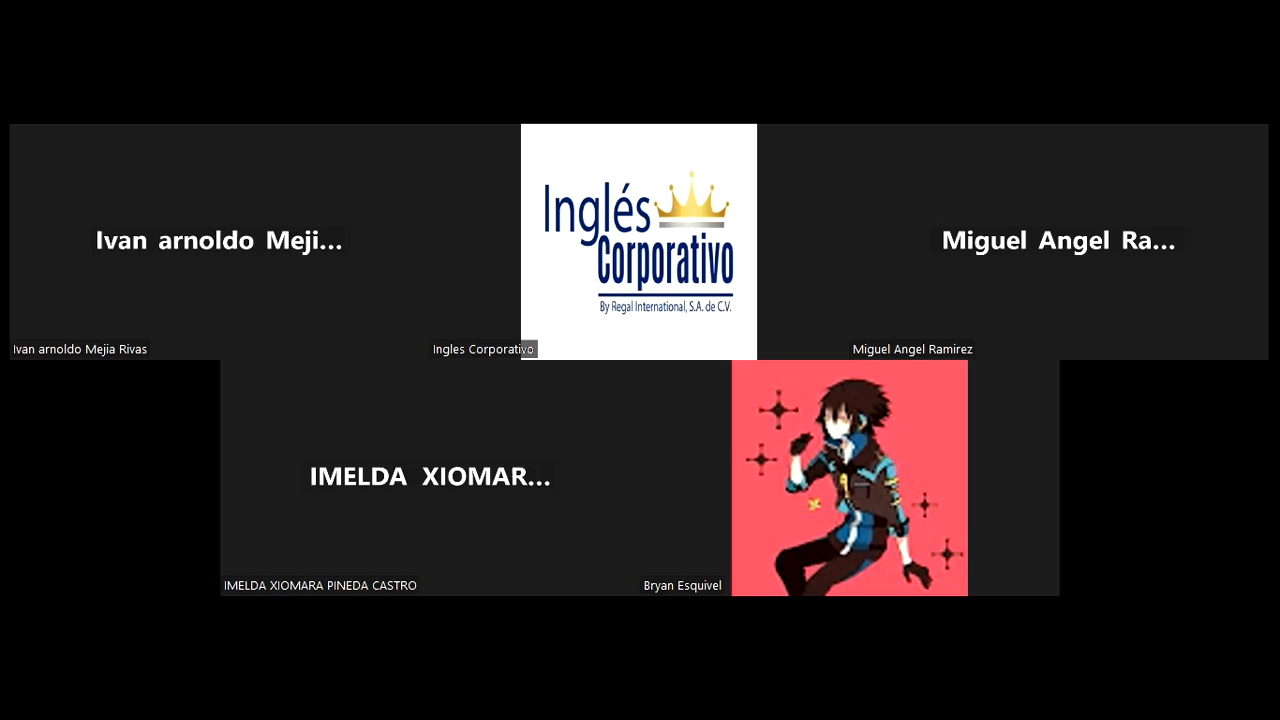 Ivan arnoldo Meji...
Ivan arnoldo Mejia Rivas
Inglés
Corporativo
By Regal International, S.A. de C.V.
Ingles Corporativo
Miguel Angel Ra...
Miguel Angel Ramirez
IMELDA XIOMAR...
IMELDA XIOMARA PINEDA CASTRO
Bryan Esquivel